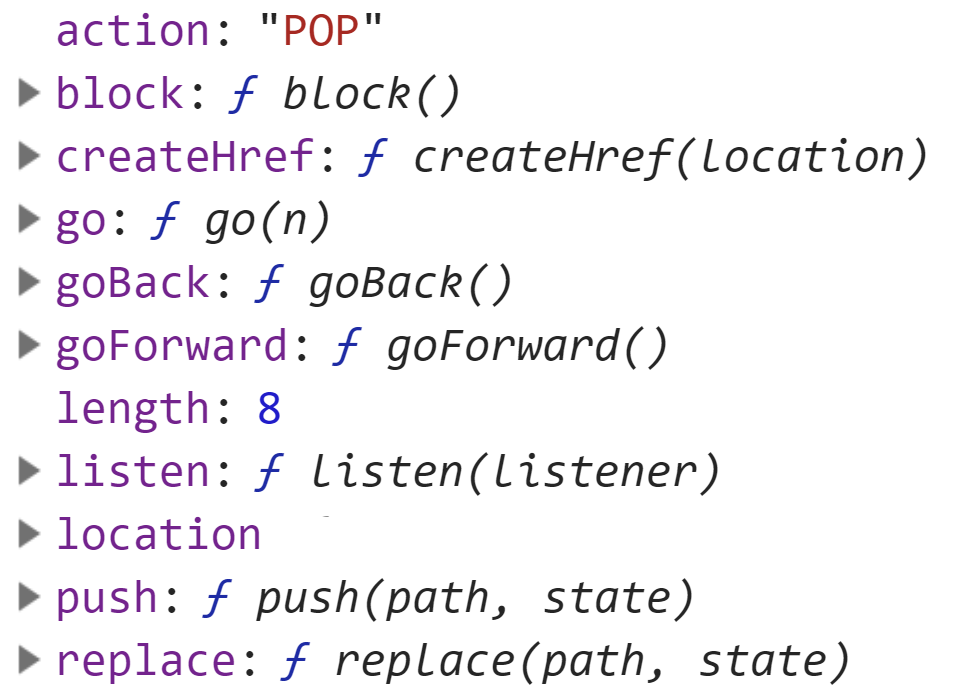 action: "POP"
block: ƒ block()
createHref: ƒ createHref(location)
go: ƒ go(n)
goBack: ƒ goBack()
goForward: ƒ goForward()
length: 8
listen: ƒ listen(listener)
location
push: ƒ push(path, state)
replace: ƒ replace(path, state)